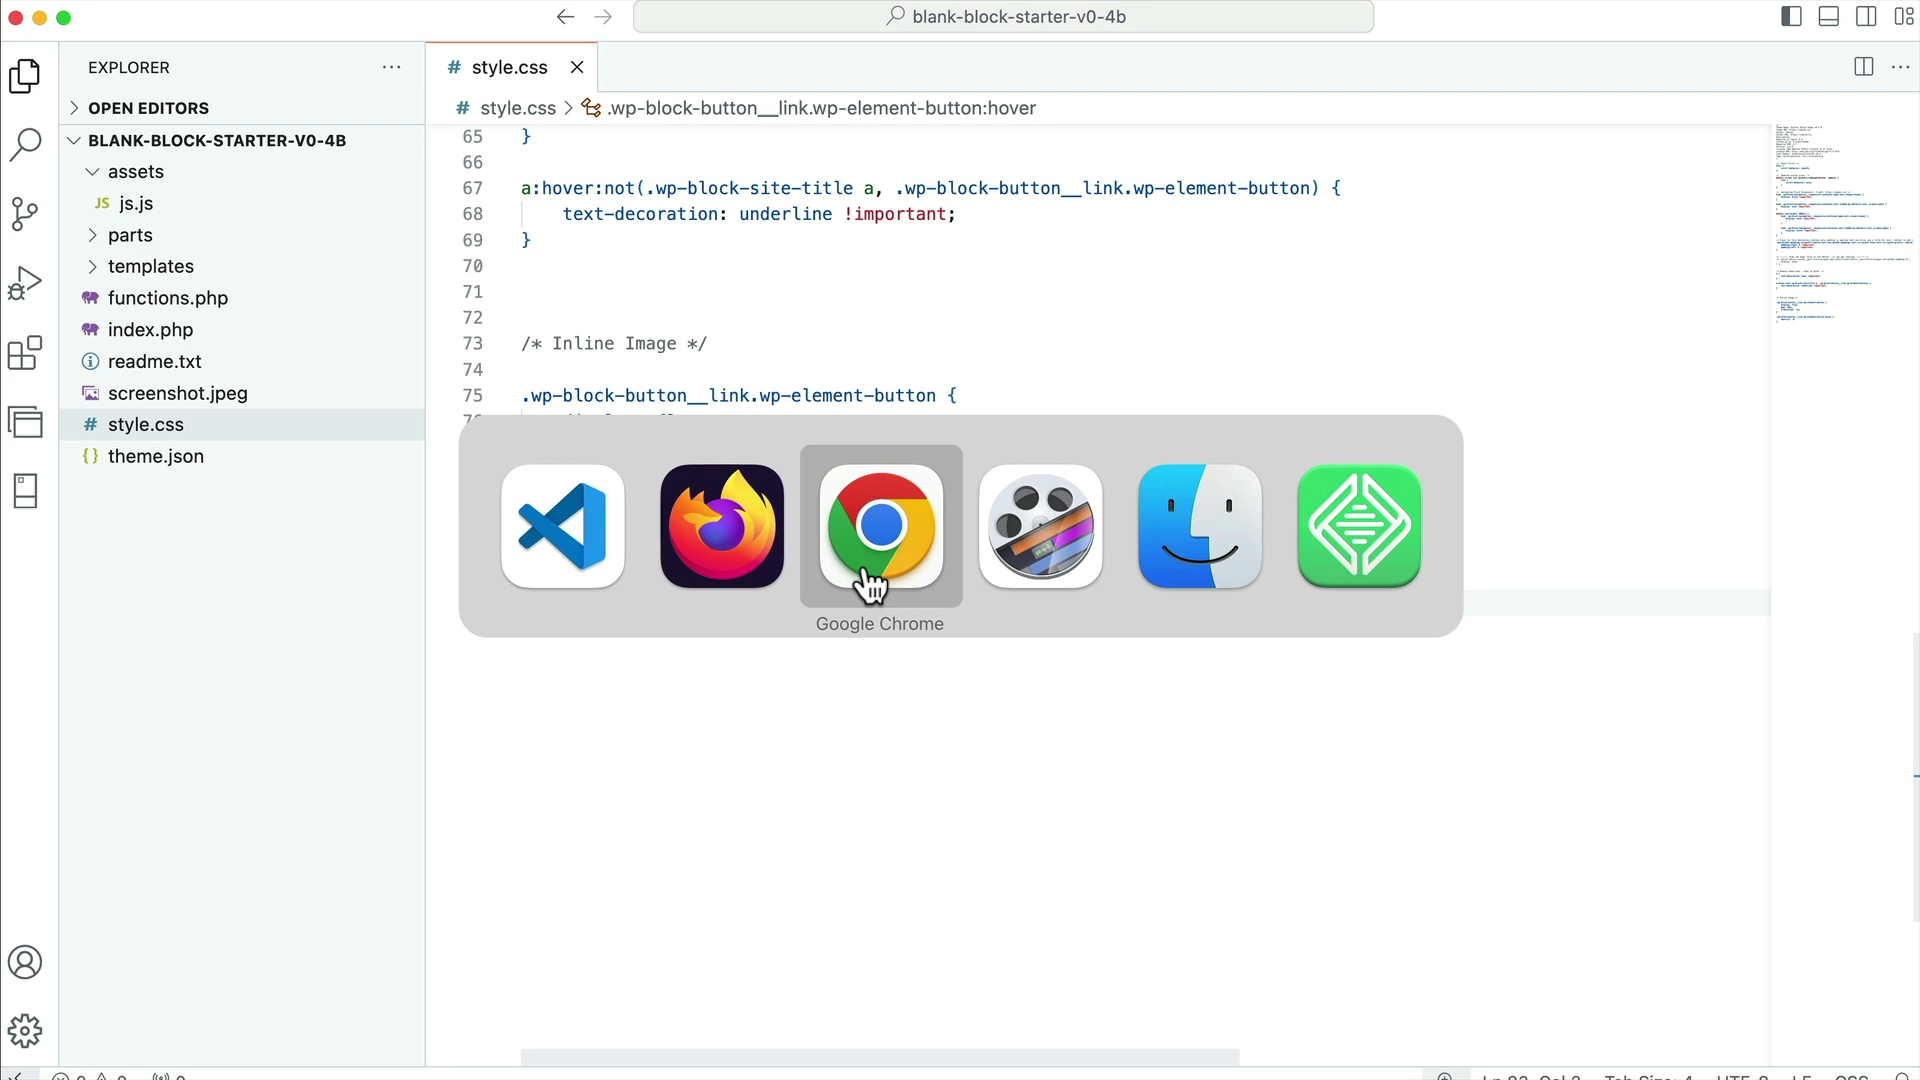 blank-block-starter-v0-4b
EXPLORER
OPEN EDITORS
BLANK-BLOCK-STARTER-V0-4B
assets
JS js.js
parts
templates
functions.php
index.php
readme.txt
screenshot.jpeg
# style.css
{} theme.json
# style.css
# style.css > .wp-block-button__link.wp-element-button:hover
65 }
66
67 a:hover:not(.wp-block-site-title a, .wp-block-button__link.wp-element-button) {
68 text-decoration: underline !important;
69 }
70
71
72
73 /* Inline Image */
74
75 .wp-block-button__link.wp-element-button {
Google Chrome